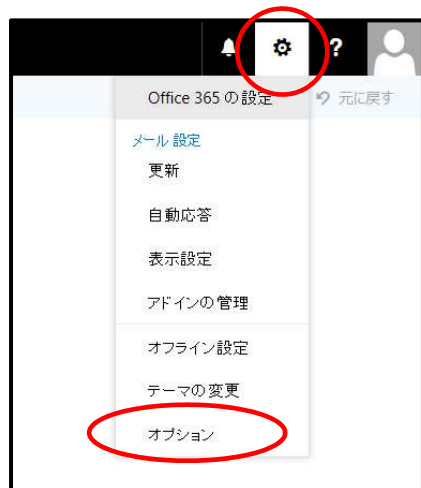 ?
Office 365 の設定
元に戻す
メール 設定
更新
自動応答
表示設定
アドインの管理
オフライン設定
テーマの変更
オプション